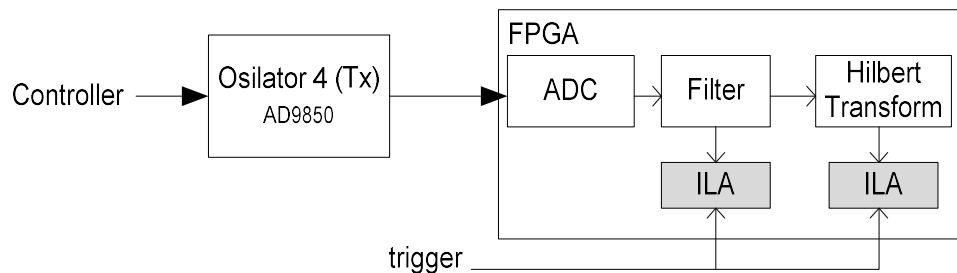 FPGA
Controller
Osilator 4 (Tx)
AD9850
ADC
Filter
Hilbert
Transform
ILA
ILA
trigger